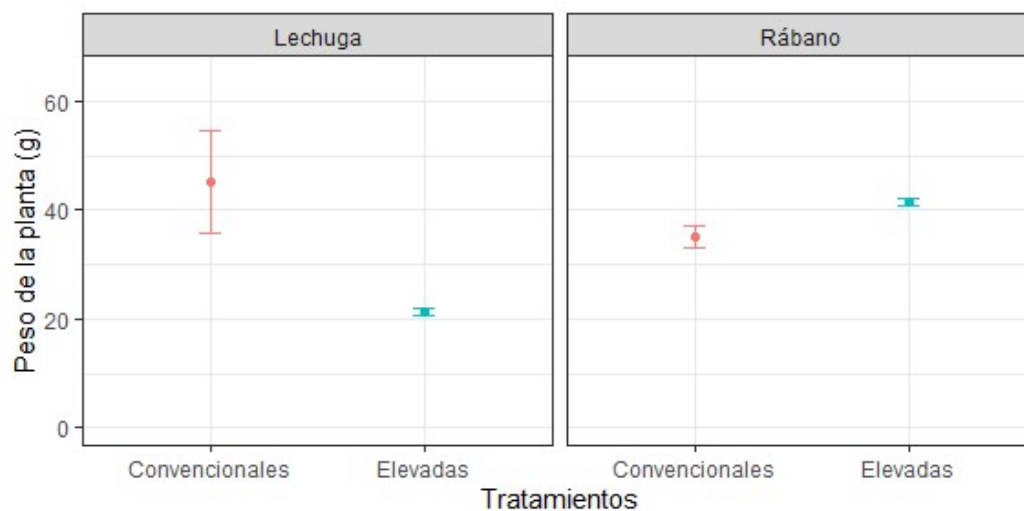 Lechuga
Rábano
Peso de la planta (g)
60
40
20
0
Convencionales Elevadas Convencionales Elevadas
Tratamientos